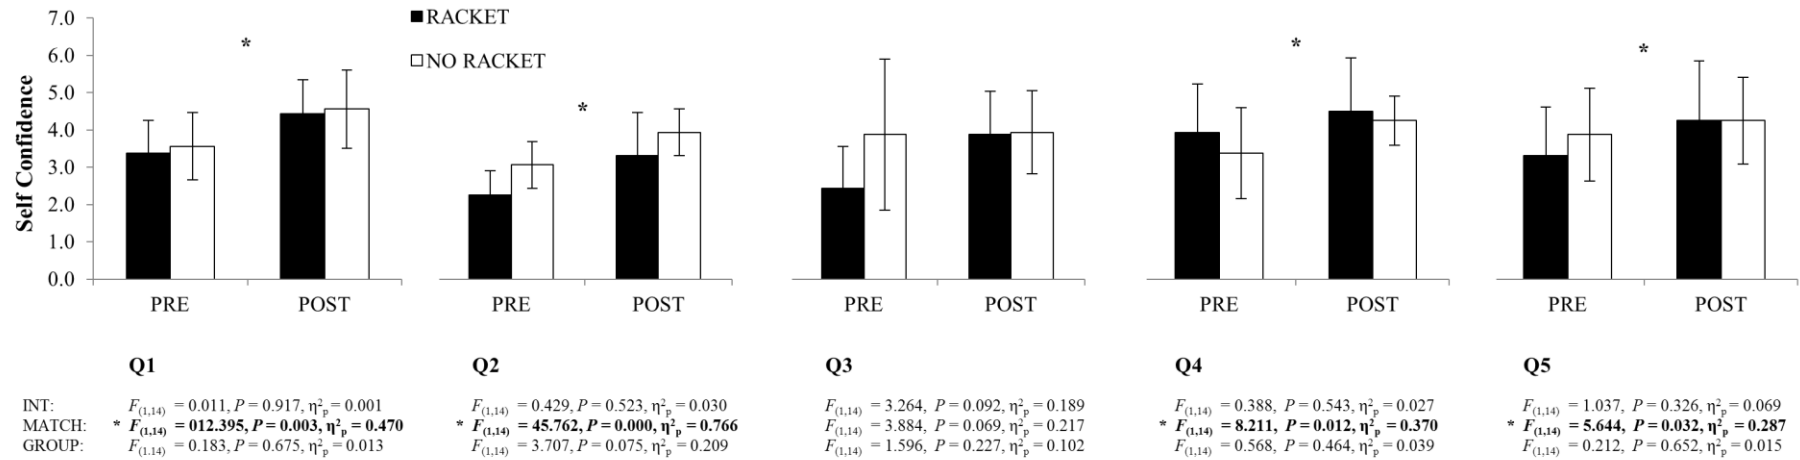 RACKET
NO RACKET
Self Confidence
7.0
6.0
5.0
4.0
3.0
2.0
1.0
0.0
*
*
*
*
PRE POST PRE POST PRE POST PRE POST PRE POST
Q1 Q2 Q3 Q4 Q5
INT: F(1,14) = 0.011, P = 0.917, η²p = 0.001 F(1,14) = 0.429, P = 0.523, η²p = 0.030 F(1,14) = 3.264, P = 0.092, η²p = 0.189 F(1,14) = 0.388, P = 0.543, η²p = 0.027 F(1,14) = 1.037, P = 0.326, η²p = 0.069
MATCH: * F(1,14) = 012.395, P = 0.003, η²p = 0.470 * F(1,14) = 45.762, P = 0.000, η²p = 0.766 F(1,14) = 3.884, P = 0.069, η²p = 0.217 * F(1,14) = 8.211, P = 0.012, η²p = 0.370 * F(1,14) = 5.644, P = 0.032, η²p = 0.287
GROUP: F(1.14) = 0.183, P = 0.675, η²p = 0.013 F(1,14) = 3.707, P = 0.075, η²p = 0.209 F(1,14) = 1.596, P = 0.227, η²p = 0.102 F(1,14) = 0.568, P = 0.464, η²p = 0.039 F(1,14) = 0.212, P = 0.652, η²p = 0.015